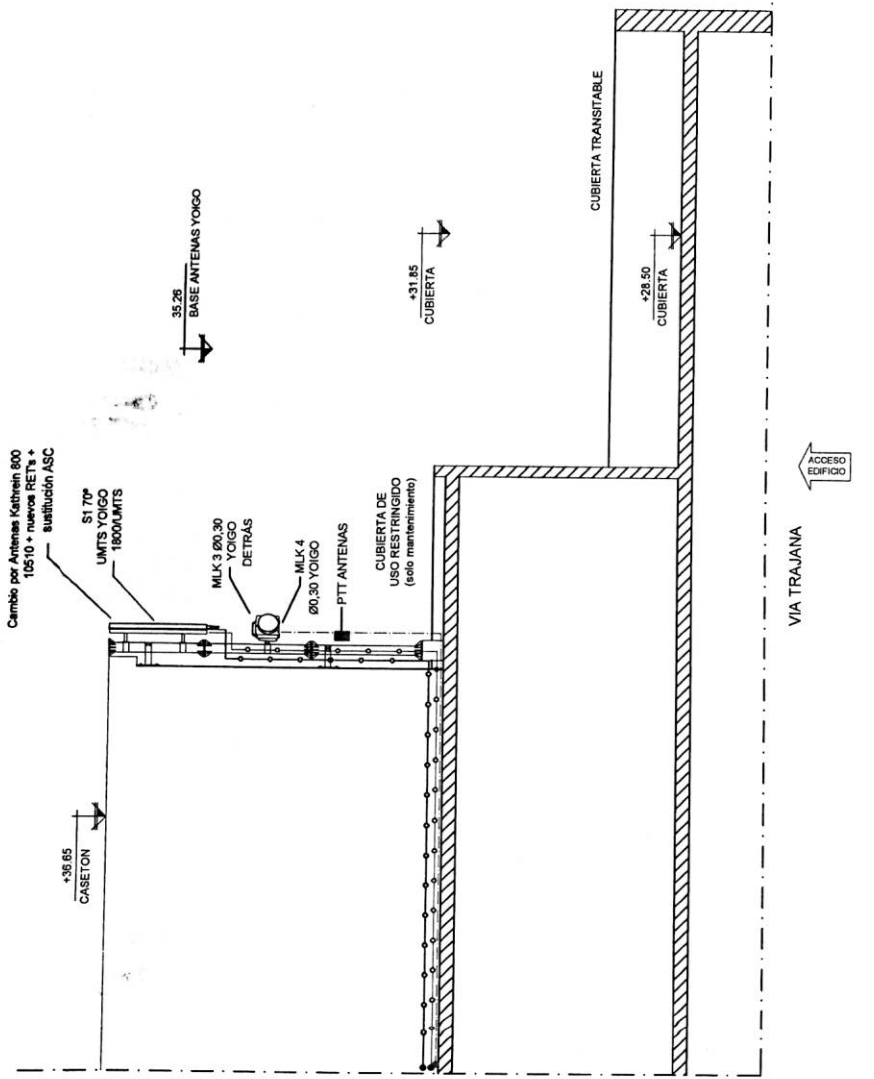 Cambio por Antenas Kathrein 800
10510 + nuevos RET's +
sustitución ASC
S1 70º
UMTS YOIGO
1800/UMTS
35.26
BASE ANTENAS YOIGO
+36.65
CASETON
MLK 3 Ø0,30
YOIGO
DETRÁS
MLK 4
Ø0,30 YOIGO
PTT ANTENAS
+31.85
CUBIERTA
CUBIERTA DE
USO RESTRINGIDO
(solo mantenimiento)
CUBIERTA TRANSITABLE
+28.50
CUBIERTA
ACCESO
EDIFICIO
VIA TRAJANA